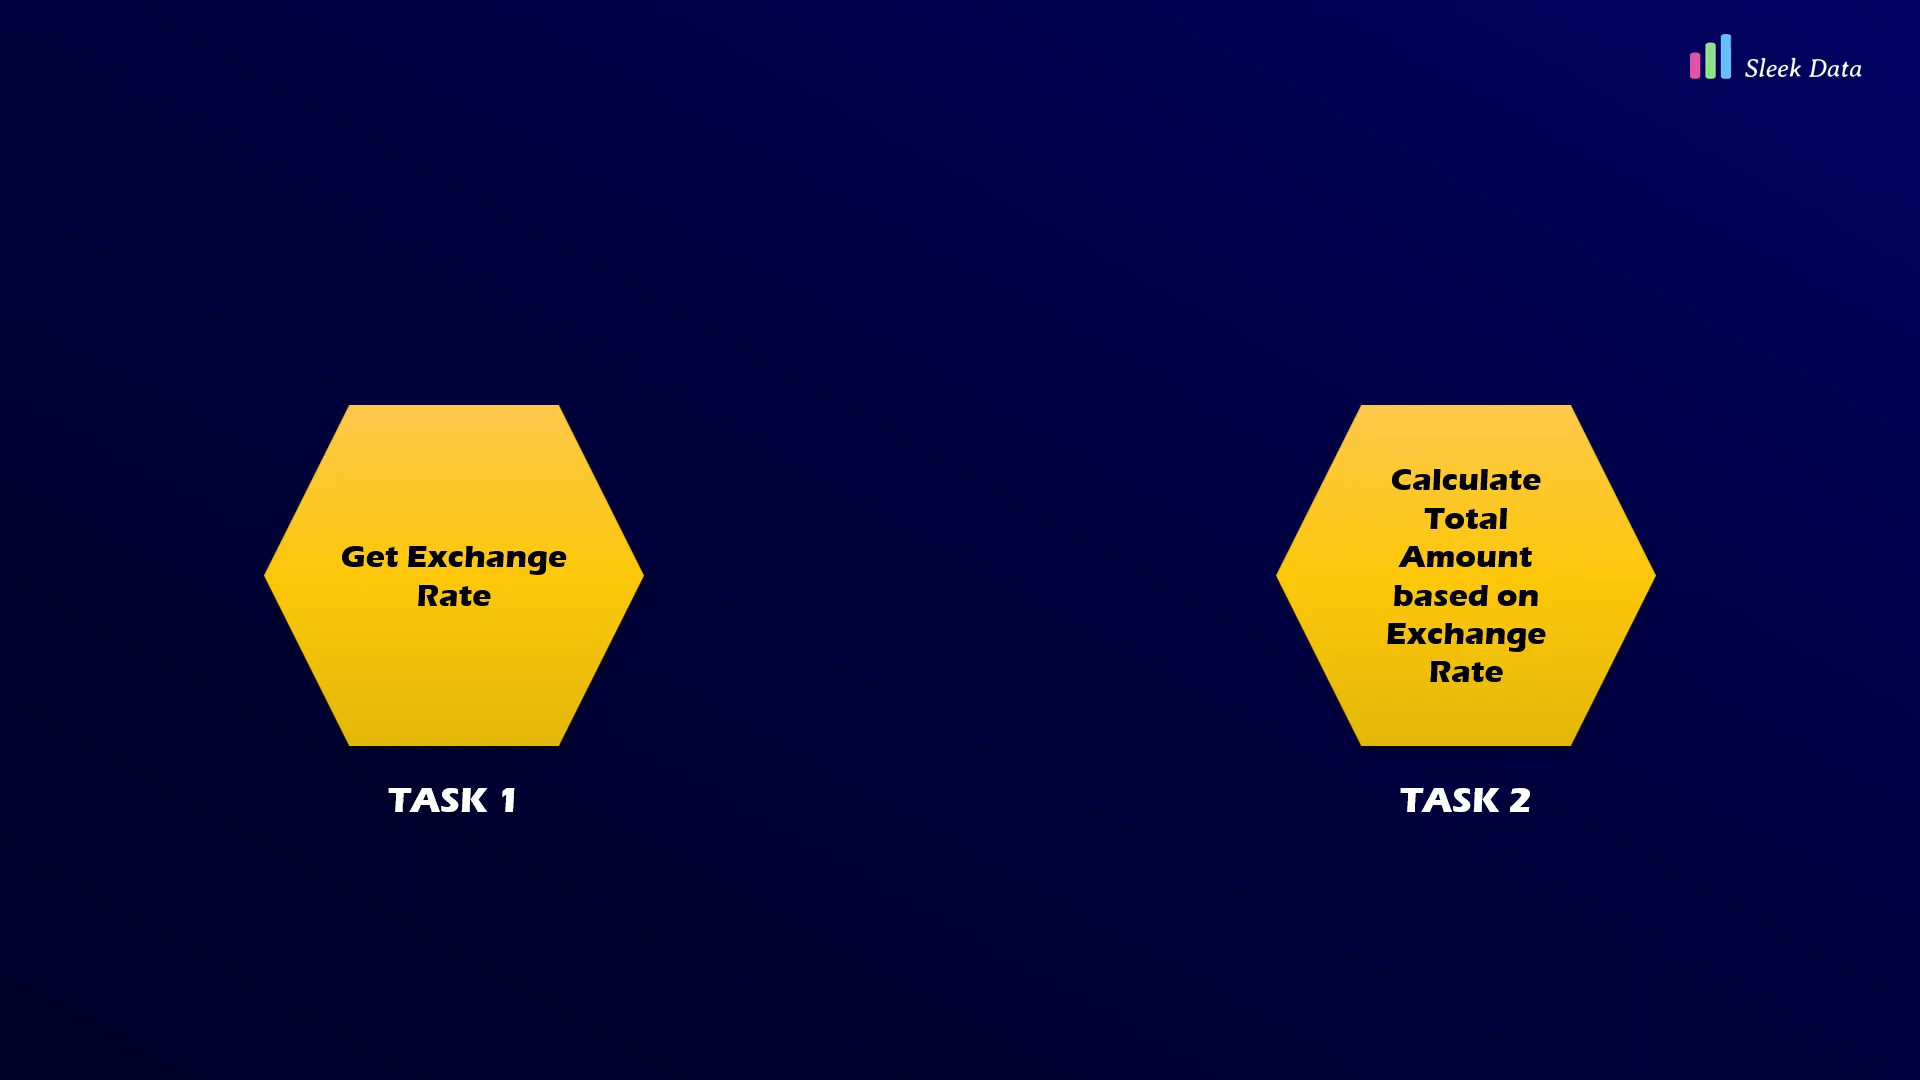 Sleek Data
Get Exchange
Rate
TASK 1
Calculate
Total
Amount
based on
Exchange
Rate
TASK 2